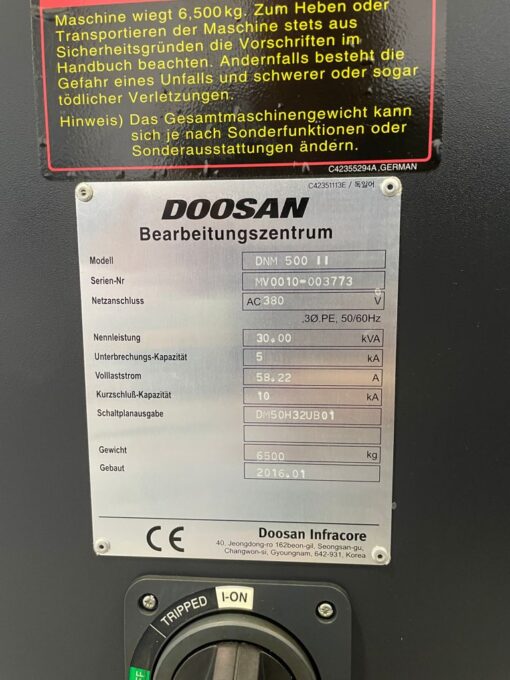 Maschine wiegt 6,500kg. Zum Heben oder
Transportieren der Maschine stets aus
Sicherheitsgründen die Vorschriften im
Handbuch beachten. Andernfalls besteht die
Gefahr eines Unfalls und schwerer oder sogar
tödlicher Verletzungen.
Hinweis) Das Gesamtmaschinengewicht kann
sich je nach Sonderfunktionen oder
Sonderausstattungen ändern.
C42355294A,GERMAN
C42351113E / 독일어
DOOSAN
Bearbeitungszentrum
Modell DNM 500 II
Serien-Nr MV0010-003773
Netzanschluss AC 380 V
,3Ø.PE, 50/60Hz
Nennleistung 30.00 kVA
Unterbrechungs-Kapazität 5 kA
Volllaststrom 58.22 A
Kurzschluß-Kapazität 10 kA
Schaltplanausgabe DM50H32UB01
Gewicht 6500 kg
Gebaut 2016.01
CE
Doosan Infracore
40, Jeongdong-ro 162beon-gil, Seongsan-gu,
Changwon-si, Gyoungnam, 642-931, Korea
TRIPPED I-ON